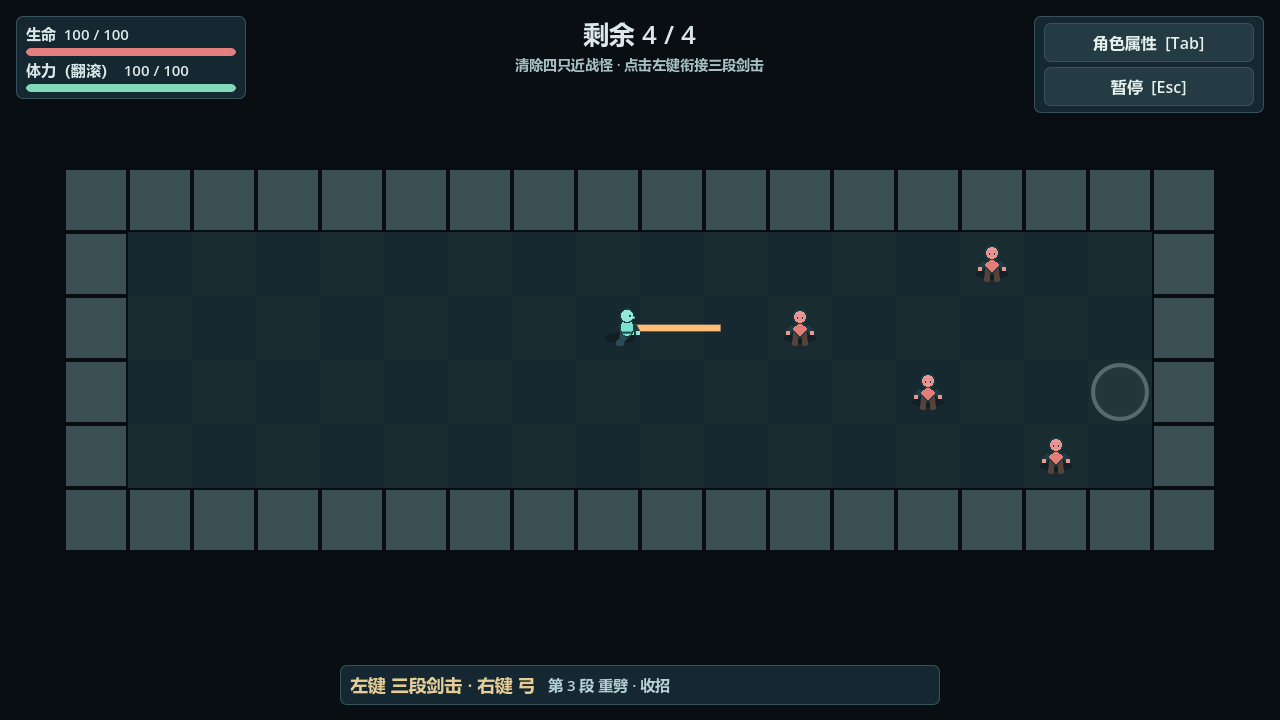 生命 100 / 100
体力（翻滚） 100 / 100
剩余 4 / 4
清除四只近战怪 · 点击左键衔接三段剑击
角色属性 [Tab]
暂停 [Esc]
左键 三段剑击 · 右键 弓 第 3 段 重劈 · 收招